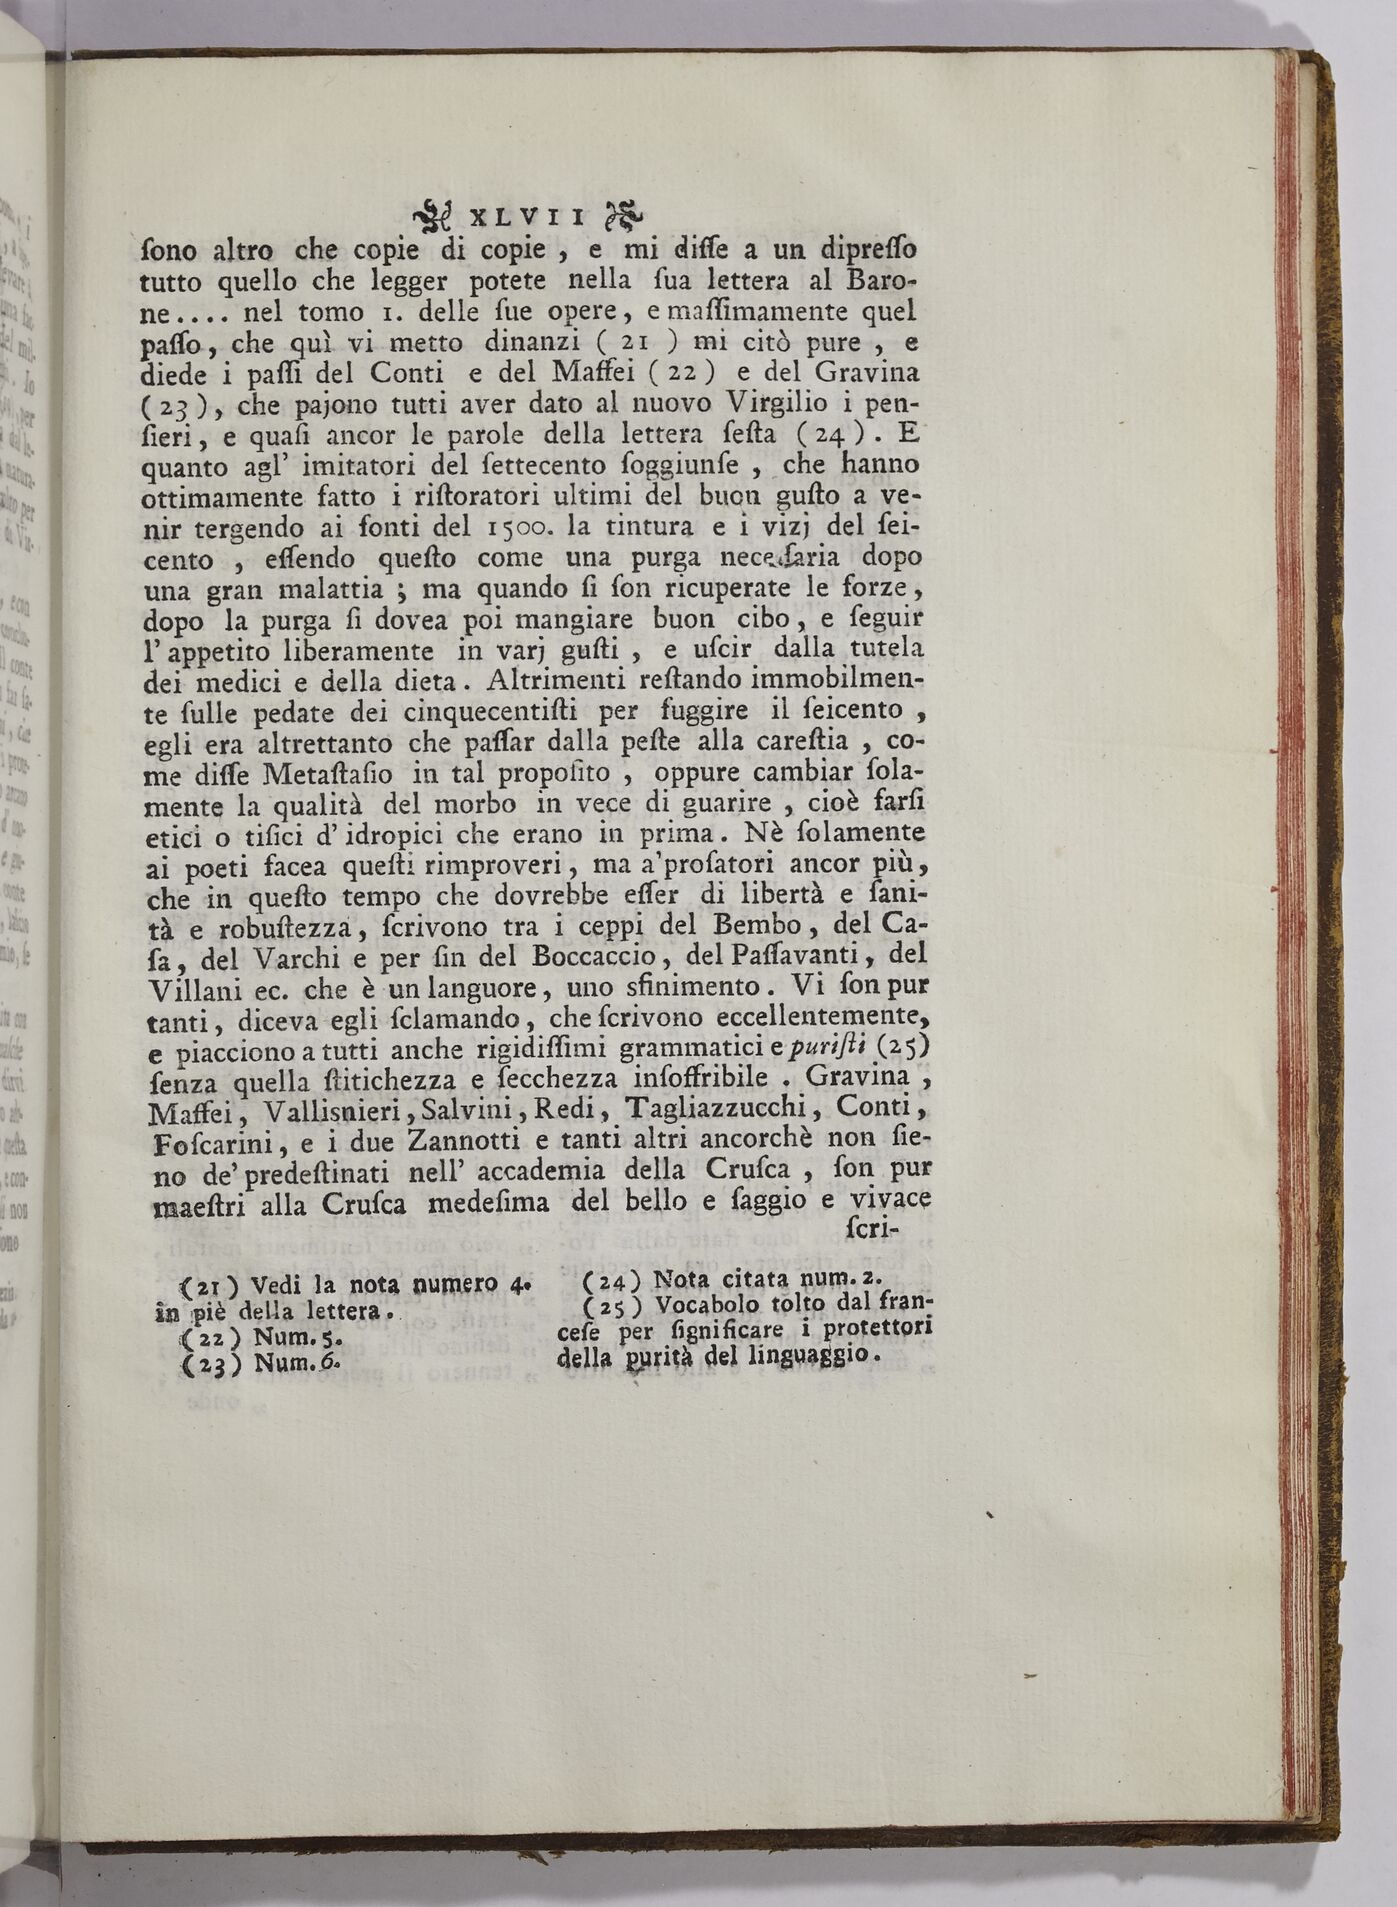 XLVII
ſono altro che copie di copie , e mi diſſe a un dipreſſo
tutto quello che legger potete nella ſua lettera al Baro-
ne.... nel tomo 1. delle ſue opere, e maſſimamente quel
paſſo, che quì vi metto dinanzi ( 21 ) mi citò pure , e
diede i paſſi del Conti e del Maffei ( 22 ) e del Gravina
( 23 ), che pajono tutti aver dato al nuovo Virgilio i pen-
ſieri, e quaſi ancor le parole della lettera ſeſta ( 24 ) . E
quanto agl' imitatori del ſettecento ſoggiunſe , che hanno
ottimamente fatto i riſtoratori ultimi del buon guſto a ve-
nir tergendo ai fonti del 1500. la tintura e i vizj del ſei-
cento , eſſendo queſto come una purga neceſſaria dopo
una gran malattia ; ma quando ſi ſon ricuperate le forze,
dopo la purga ſi dovea poi mangiare buon cibo, e ſeguir
l' appetito liberamente in varj guſti , e uſcir dalla tutela
dei medici e della dieta . Altrimenti reſtando immobilmen-
te ſulle pedate dei cinquecentiſti per fuggire il ſeicento ,
egli era altrettanto che paſſar dalla peſte alla careſtia , co-
me diſſe Metaſtaſio in tal propoſito , oppure cambiar ſola-
mente la qualità del morbo in vece di guarire , cioè farſi
etici o tiſici d' idropici che erano in prima . Nè ſolamente
ai poeti facea queſti rimproveri, ma a'proſatori ancor più,
che in queſto tempo che dovrebbe eſſer di libertà e ſani-
tà e robuſtezza, ſcrivono tra i ceppi del Bembo, del Ca-
ſa, del Varchi e per ſin del Boccaccio, del Paſſavanti, del
Villani ec. che è un languore, uno sfinimento . Vi ſon pur
tanti, diceva egli ſclamando, che ſcrivono eccellentemente,
e piacciono a tutti anche rigidiſſimi grammatici e puriſti (25)
ſenza quella ſtitichezza e ſecchezza inſoffribile . Gravina ,
Maffei, Vallisnieri, Salvini, Redi, Tagliazzucchi, Conti,
Foſcarini, e i due Zannotti e tanti altri ancorchè non ſie-
no de' predeſtinati nell' accademia della Cruſca , ſon pur
maeſtri alla Cruſca medeſima del bello e ſaggio e vivace
ſcri-
(21) Vedi la nota numero 4.
in piè della lettera.
(22) Num. 5.
(23) Num. 6.
(24) Nota citata num. 2.
(25) Vocabolo tolto dal fran-
ceſe per ſignificare i protettori
della purità del linguaggio.